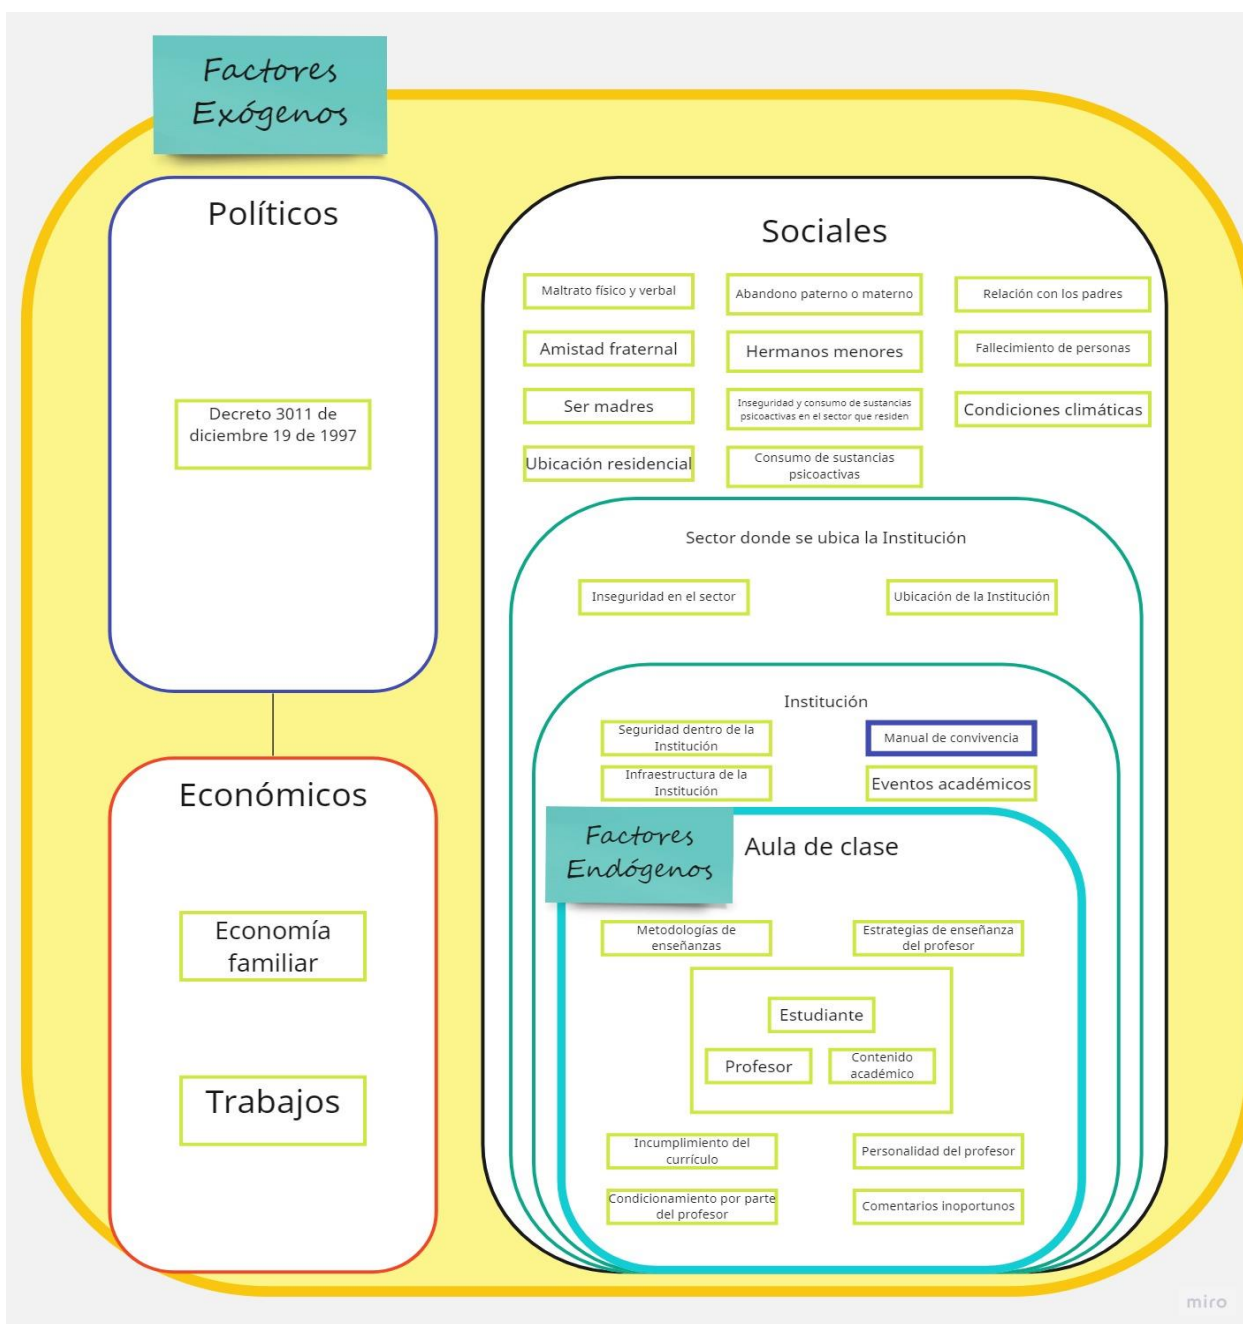 Factores
Exógenos
Políticos
Decreto 3011 de
diciembre 19 de 1997
Económicos
Economía
familiar
Trabajos
Sociales
Maltrato físico y verbal
Abandono paterno o materno
Relación con los padres
Amistad fraternal
Hermanos menores
Fallecimiento de personas
Ser madres
Inseguridad y consumo de sustancias
psicoactivas en el sector que residen
Condiciones climáticas
Ubicación residencial
Consumo de sustancias
psicoactivas
Sector donde se ubica la Institución
Inseguridad en el sector
Ubicación de la Institución
Institución
Seguridad dentro de la
Institución
Manual de convivencia
Infraestructura de la
Institución
Eventos académicos
Factores
Endógenos
Aula de clase
Metodologías de
enseñanzas
Estrategias de enseñanza
del profesor
Estudiante
Profesor
Contenido
académico
Incumplimiento del
currículo
Personalidad del profesor
Condicionamiento por parte
del profesor
Comentarios inoportunos
miro